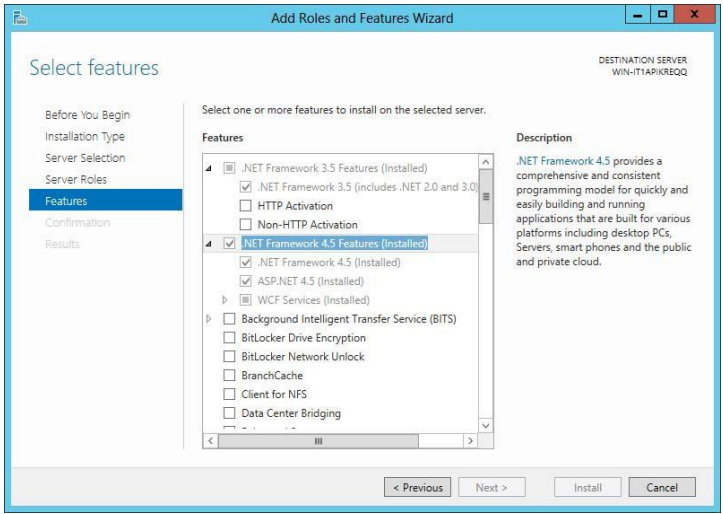 Add Roles and Features Wizard
Select features
DESTINATION SERVER
WIN-IT1APIKREQQ
Before You Begin
Installation Type
Server Selection
Server Roles
Features
Confirmation
Results
Select one or more features to install on the selected server.
Features
.NET Framework 3.5 Features (Installed)
.NET Framework 3.5 (includes .NET 2.0 and 3.0)
HTTP Activation
Non-HTTP Activation
.NET Framework 4.5 Features (Installed)
.NET Framework 4.5 (Installed)
ASP.NET 4.5 (Installed)
WCF Services (Installed)
Background Intelligent Transfer Service (BITS)
BitLocker Drive Encryption
BitLocker Network Unlock
BranchCache
Client for NFS
Data Center Bridging
Description
.NET Framework 4.5 provides a
comprehensive and consistent
programming model for quickly and
easily building and running
applications that are built for various
platforms including desktop PCs,
Servers, smart phones and the public
and private cloud.
< Previous
Next >
Install
Cancel